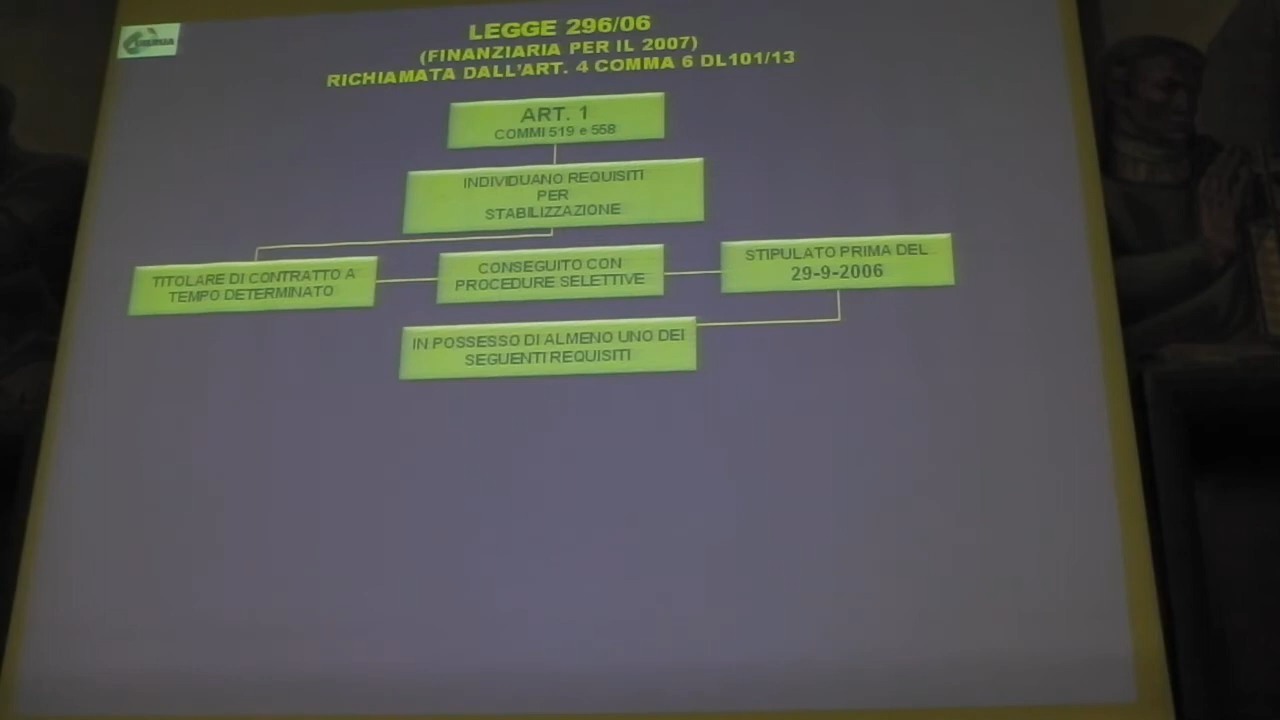 LEGGE 296/06
(FINANZIARIA PER IL 2007)
RICHIAMATA DALL'ART. 4 COMMA 6 DL101/13
ART. 1
COMMI 519 e 558
INDIVIDUANO REQUISITI
PER
STABILIZZAZIONE
TITOLARE DI CONTRATTO A
TEMPO DETERMINATO
CONSEGUITO CON
PROCEDURE SELETTIVE
STIPULATO PRIMA DEL
29-9-2006
IN POSSESSO DI ALMENO UNO DEI
SEGUENTI REQUISITI